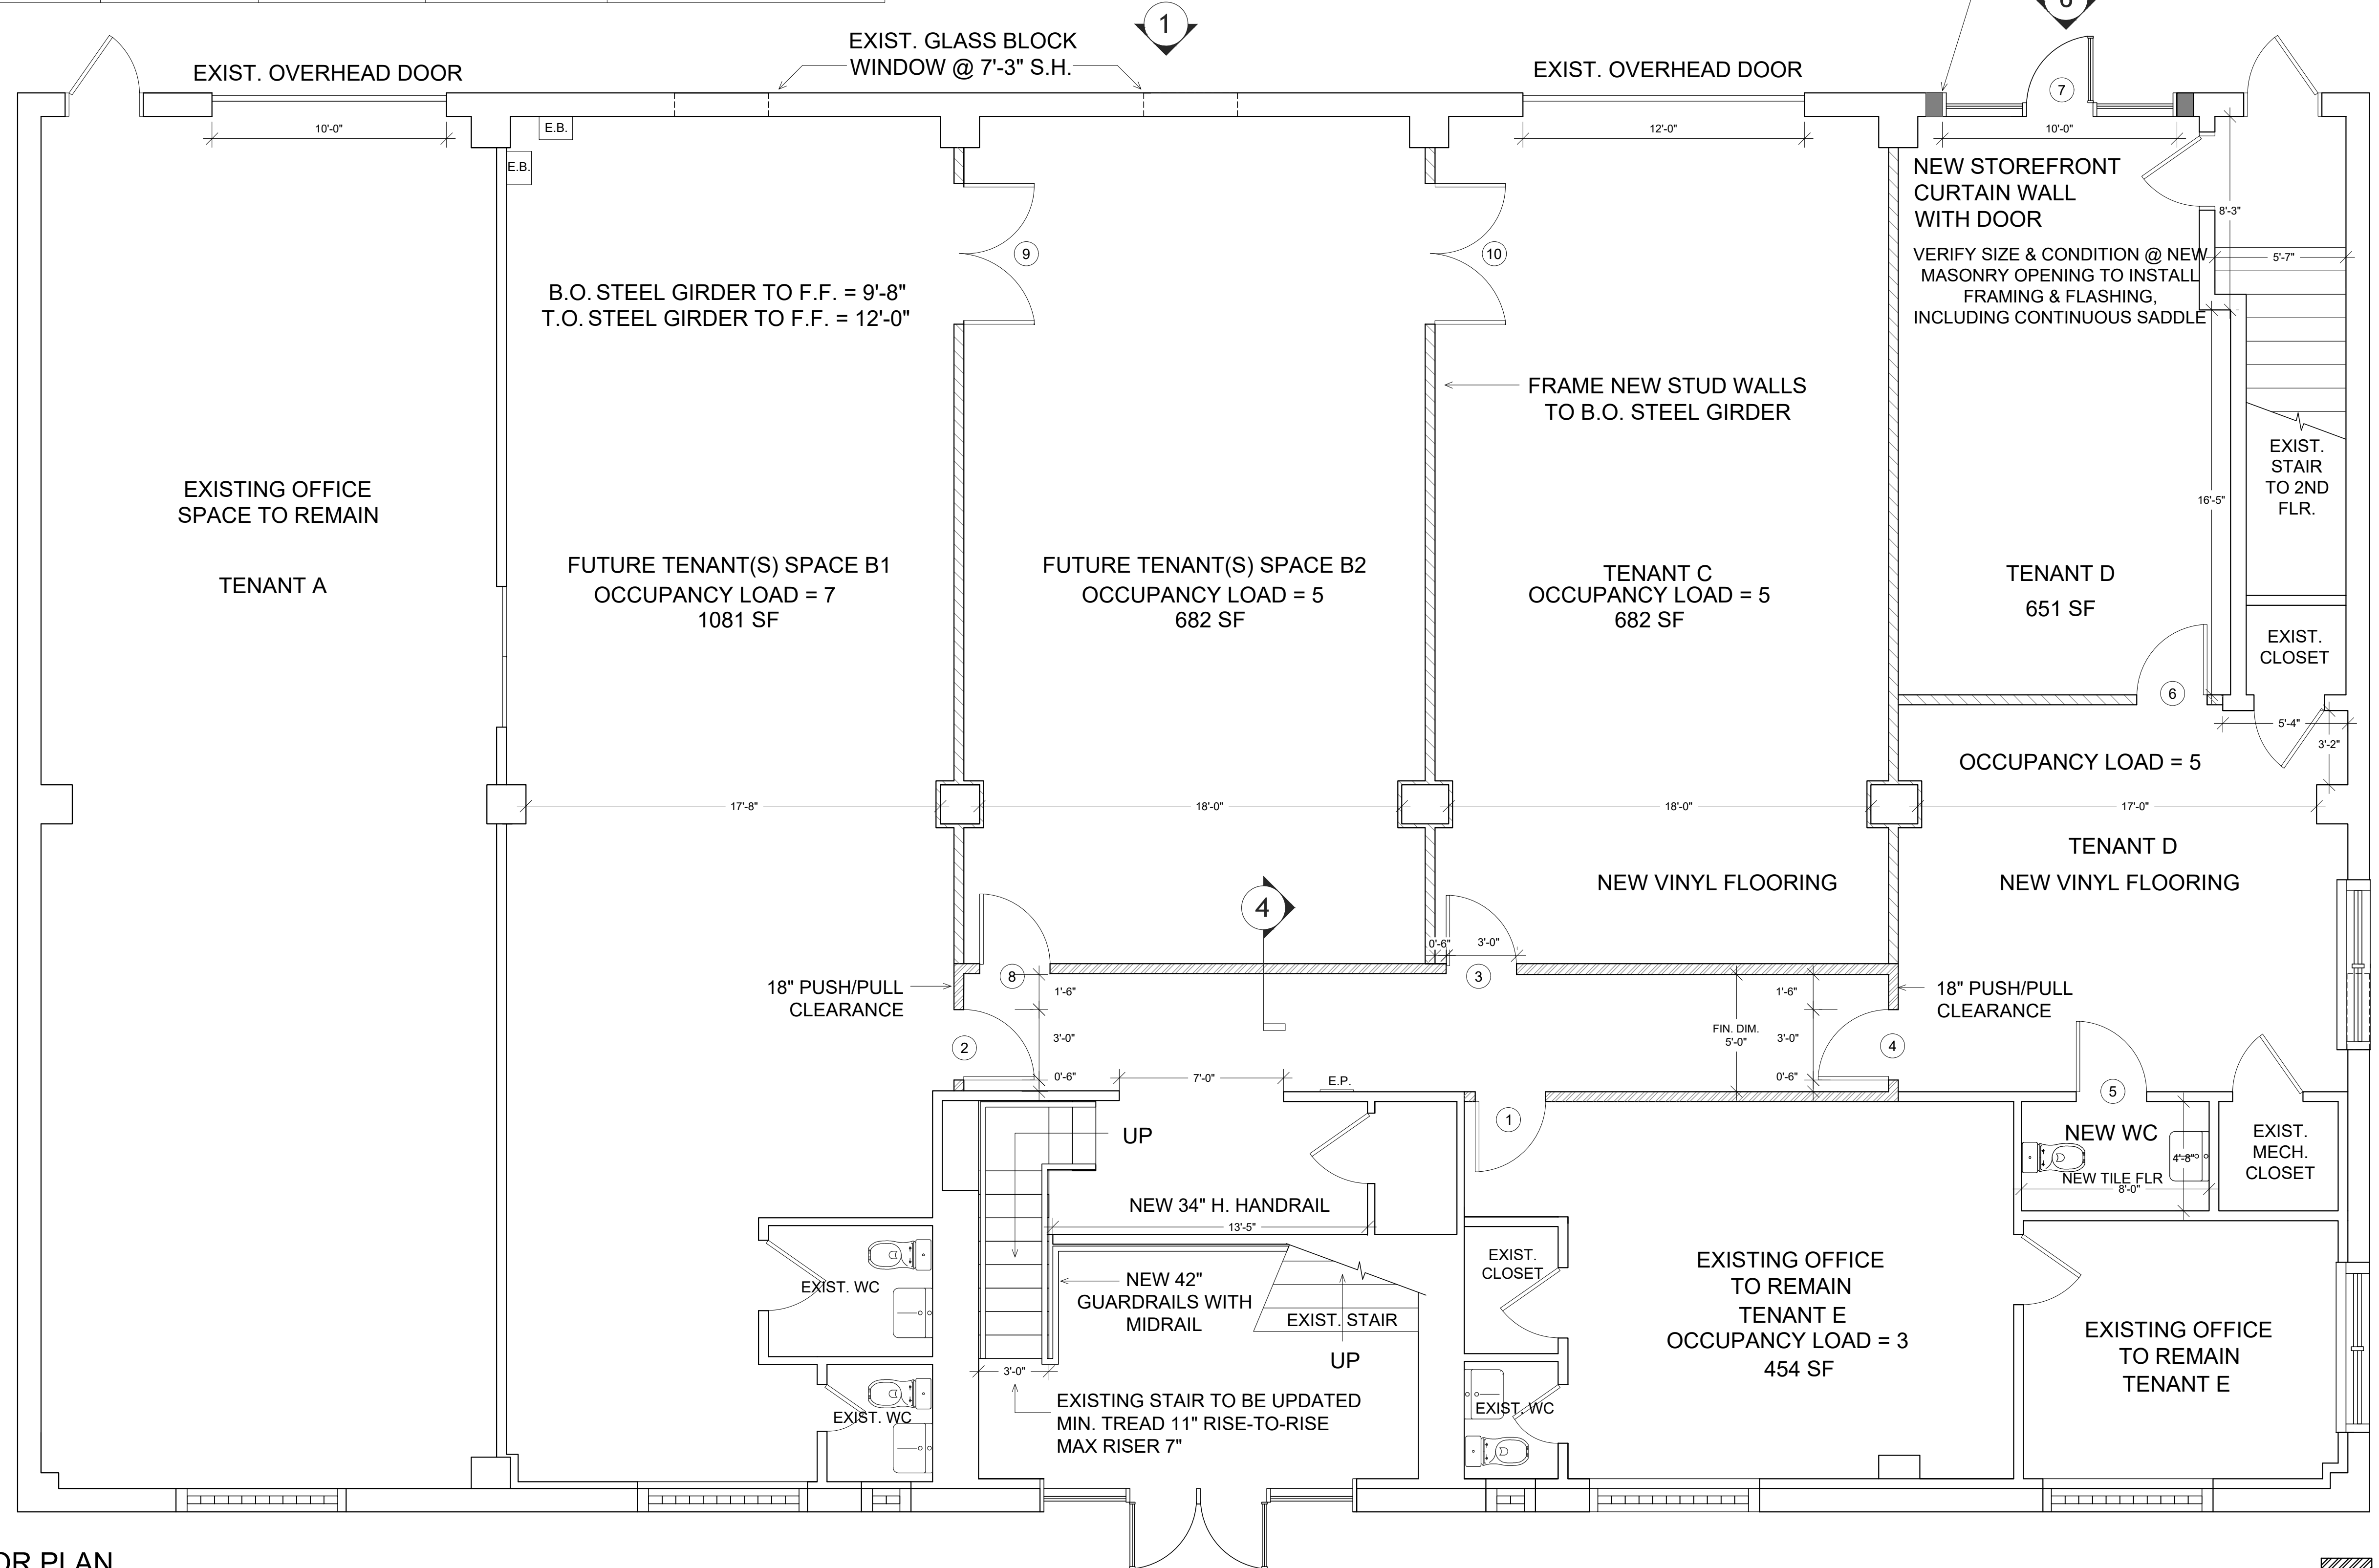 1
6
EXIST. GLASS BLOCK
WINDOW @ 7'-3" S.H.
EXIST. OVERHEAD DOOR
EXIST. OVERHEAD DOOR
7
10'-0"
E.B.
E.B.
12'-0"
10'-0"
NEW STOREFRONT
CURTAIN WALL
WITH DOOR
8'-3"
VERIFY SIZE & CONDITION @ NEW
MASONRY OPENING TO INSTALL
FRAMING & FLASHING,
INCLUDING CONTINUOUS SADDLE
5'-7"
9
10
B.O. STEEL GIRDER TO F.F. = 9'-8"
T.O. STEEL GIRDER TO F.F. = 12'-0"
FRAME NEW STUD WALLS
TO B.O. STEEL GIRDER
EXIST.
STAIR
TO 2ND
FLR.
16'-5"
EXISTING OFFICE
SPACE TO REMAIN
TENANT A
FUTURE TENANT(S) SPACE B1
OCCUPANCY LOAD = 7
1081 SF
FUTURE TENANT(S) SPACE B2
OCCUPANCY LOAD = 5
682 SF
TENANT C
OCCUPANCY LOAD = 5
682 SF
TENANT D
651 SF
EXIST.
CLOSET
6
5'-4"
3'-2"
OCCUPANCY LOAD = 5
17'-8"
18'-0"
18'-0"
17'-0"
TENANT D
NEW VINYL FLOORING
NEW VINYL FLOORING
4
0'-6"
3'-0"
8
3
18" PUSH/PULL
CLEARANCE
1'-6"
1'-6"
18" PUSH/PULL
CLEARANCE
2
3'-0"
FIN. DIM.
5'-0"
3'-0"
4
0'-6"
7'-0"
E.P.
0'-6"
5
1
UP
NEW WC
4'-8"
NEW TILE FLR
8'-0"
EXIST.
MECH.
CLOSET
NEW 34" H. HANDRAIL
13'-5"
EXIST. WC
EXIST.
CLOSET
NEW 42"
GUARDRAILS WITH
MIDRAIL
EXIST. STAIR
UP
EXISTING OFFICE
TO REMAIN
TENANT E
OCCUPANCY LOAD = 3
454 SF
EXISTING OFFICE
TO REMAIN
TENANT E
3'-0"
EXIST. WC
EXISTING STAIR TO BE UPDATED
MIN. TREAD 11" RISE-TO-RISE
MAX RISER 7"
EXIST. WC
OR PLAN